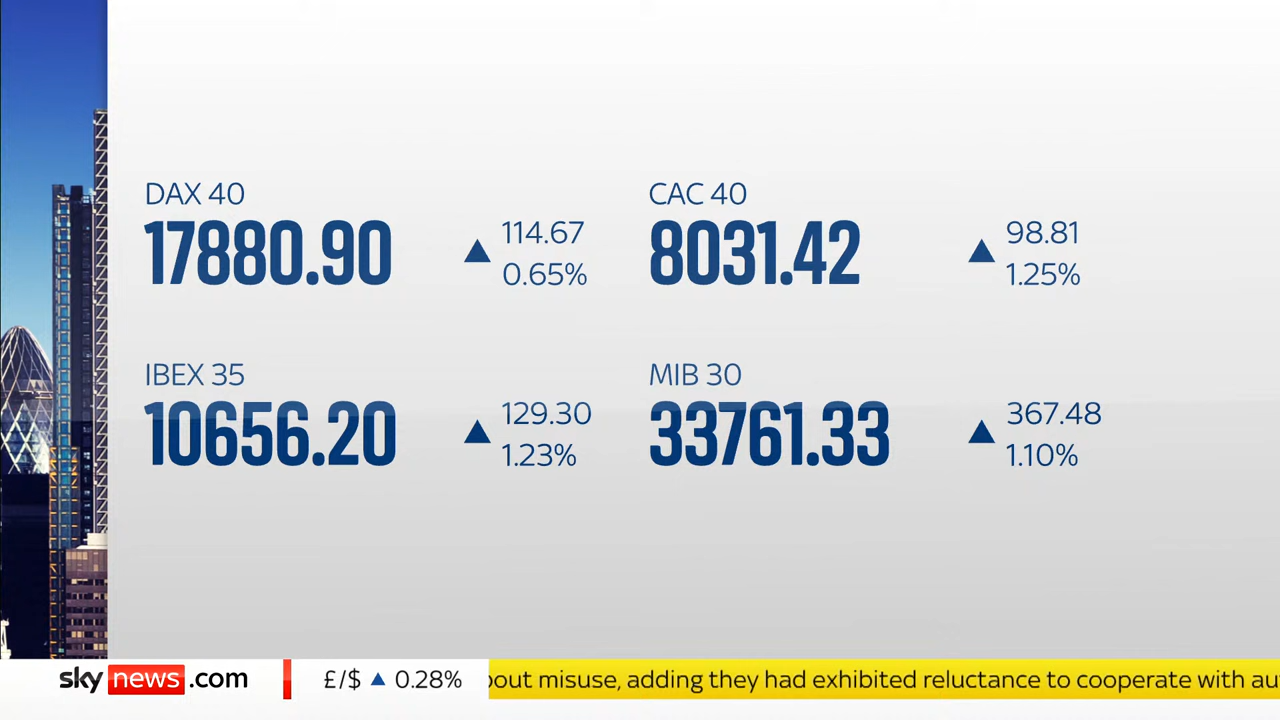 DAX 40
17880.90
▲ 114.67
0.65%
CAC 40
8031.42
▲ 98.81
1.25%
IBEX 35
10656.20
▲ 129.30
1.23%
MIB 30
33761.33
▲ 367.48
1.10%
sky news .com
£/$ ▲ 0.28%
misuse, adding they had exhibited reluctance to cooperate with